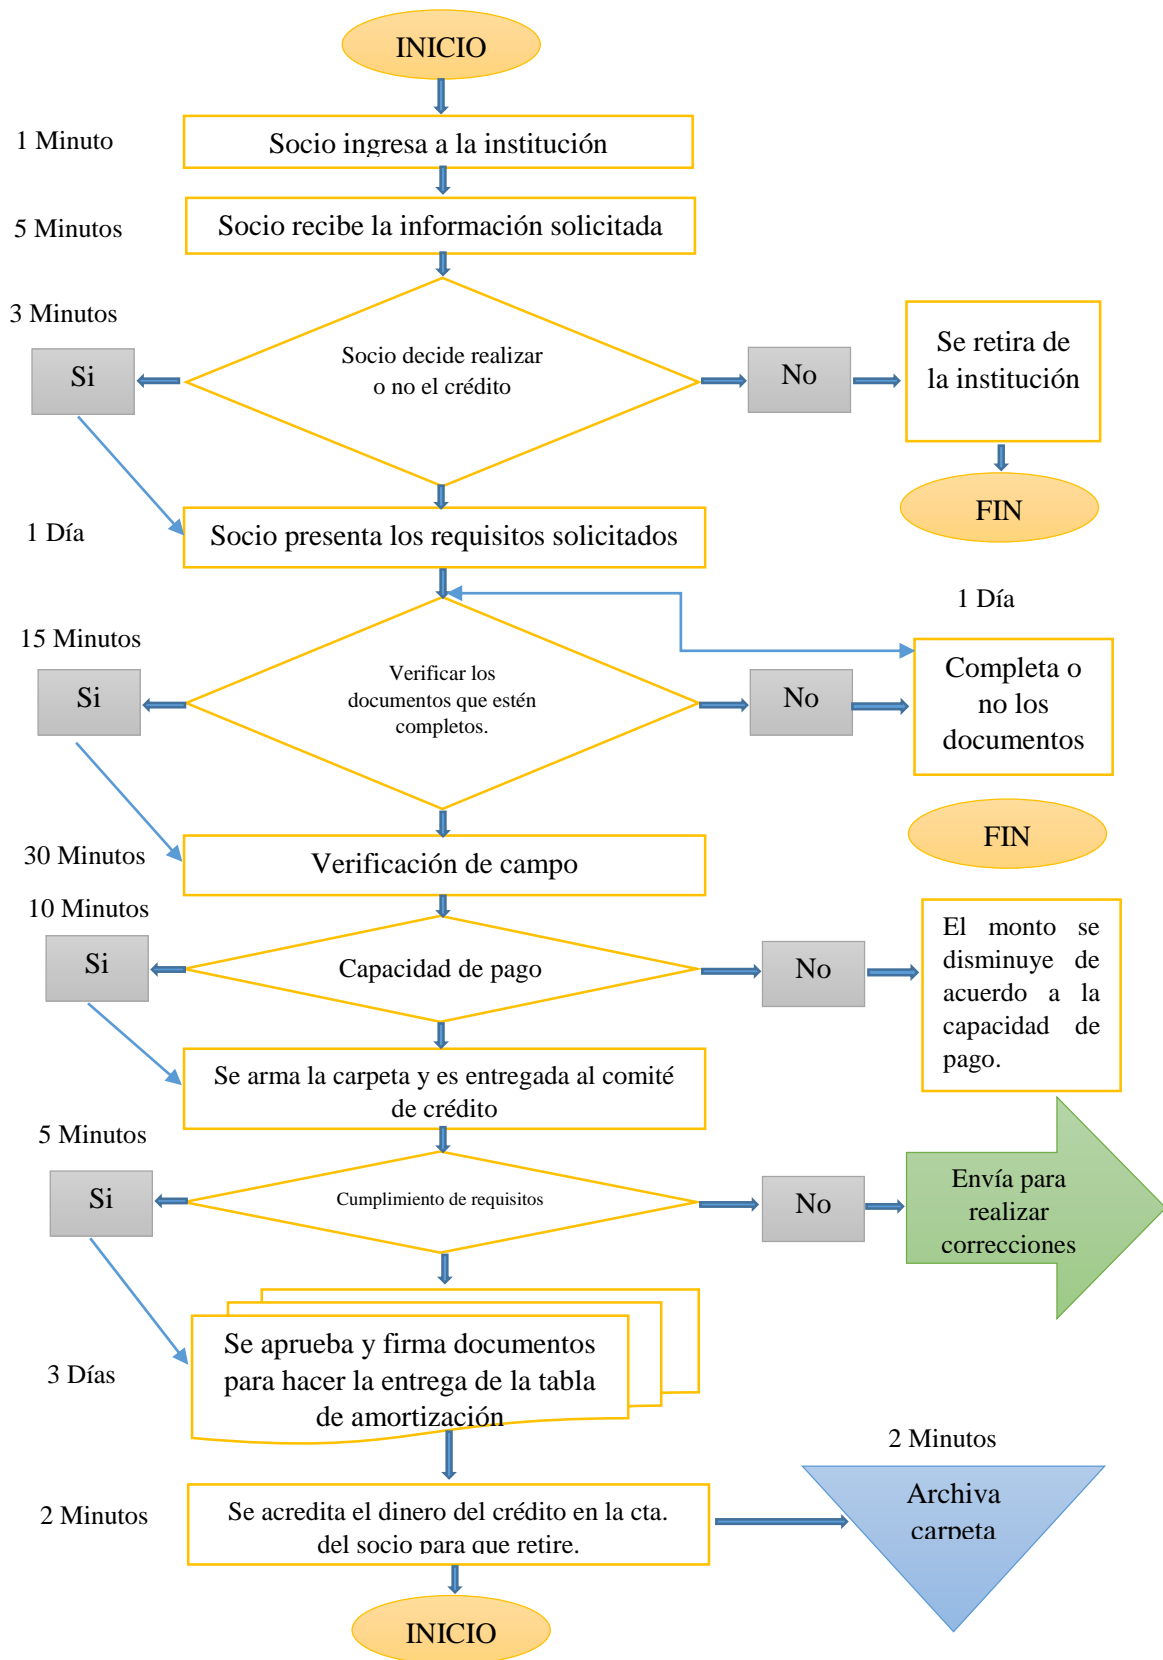 INICIO
1 Minuto
Socio ingresa a la institución
5 Minutos
Socio recibe la información solicitada
3 Minutos
Socio decide realizar
o no el crédito
Si
No
Se retira de
la institución
FIN
1 Día
Socio presenta los requisitos solicitados
1 Día
15 Minutos
Verificar los
documentos que estén
completos.
Si
No
Completa o
no los
documentos
FIN
30 Minutos
Verificación de campo
10 Minutos
Si
Capacidad de pago
No
El monto se
disminuye de
acuerdo a la
capacidad de
pago.
Se arma la carpeta y es entregada al comité
de crédito
5 Minutos
Si
Cumplimiento de requisitos
No
Envía para
realizar
correcciones
3 Días
Se aprueba y firma documentos
para hacer la entrega de la tabla
de amortización
2 Minutos
2 Minutos
Se acredita el dinero del crédito en la cta.
del socio para que retire.
Archiva
carpeta
INICIO